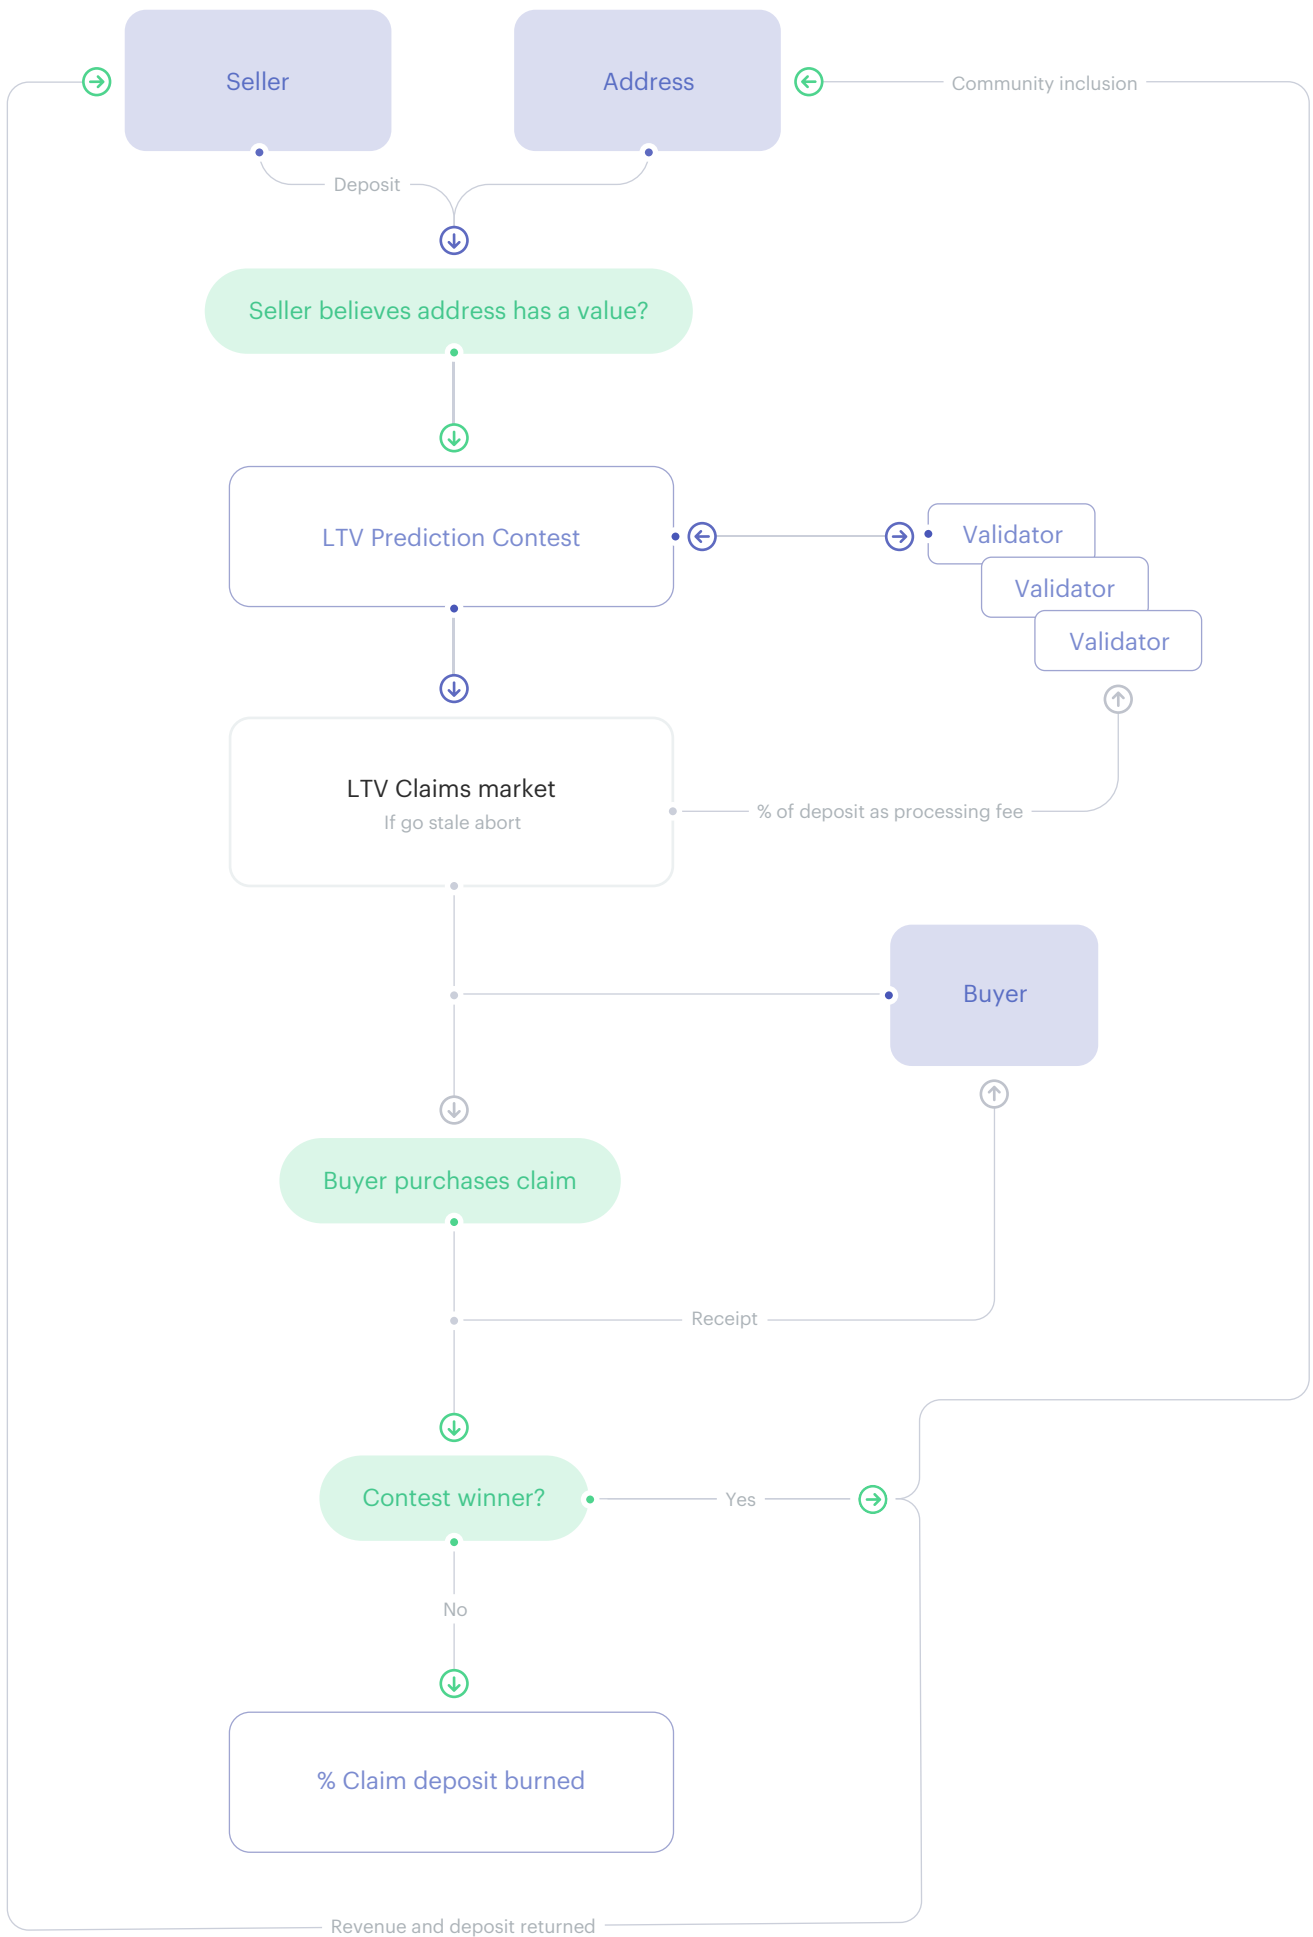 Seller
Address
Community inclusion
Deposit
Seller believes address has a value?
LTV Prediction Contest
Validator
Validator
Validator
LTV Claims market
If go stale abort
% of deposit as processing fee
Buyer
Buyer purchases claim
Receipt
Contest winner?
Yes
No
% Claim deposit burned
Revenue and deposit returned